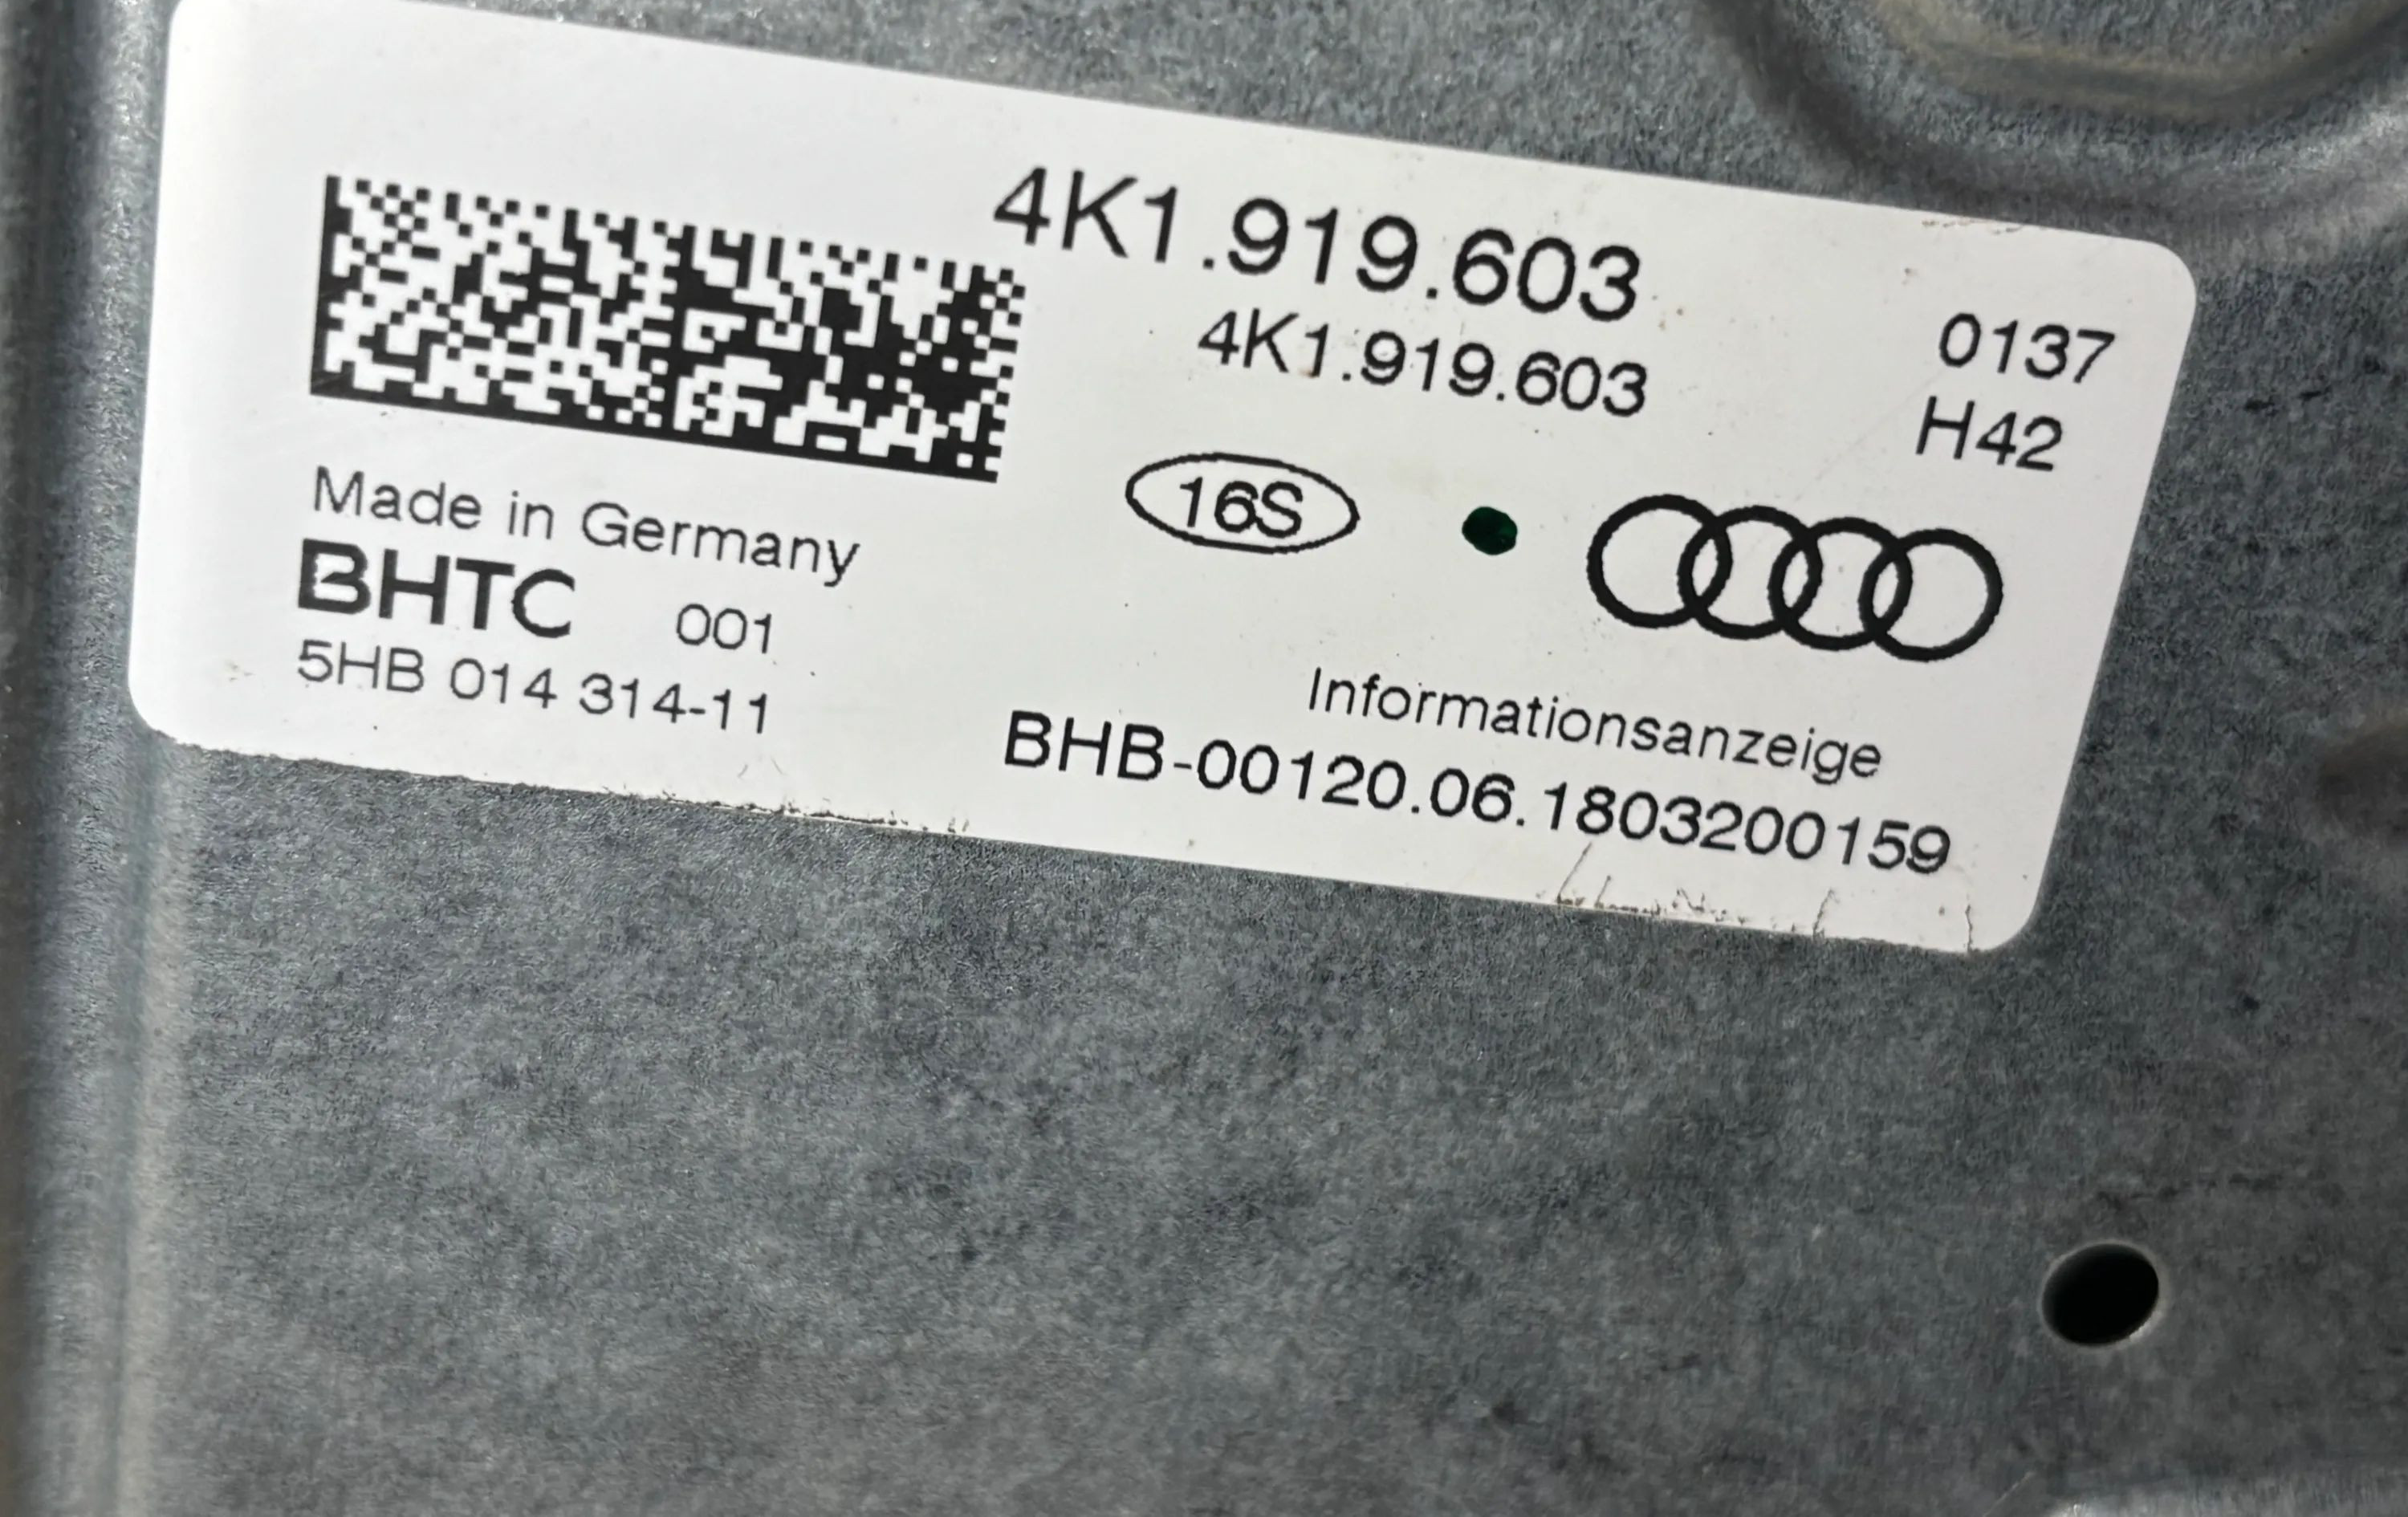 4K1.919.603
4K1.919.603
0137
H42
16S
Made in Germany
BHTC 001
5HB 014 314-11
Informationsanzeige
BHB-00120.06.1803200159